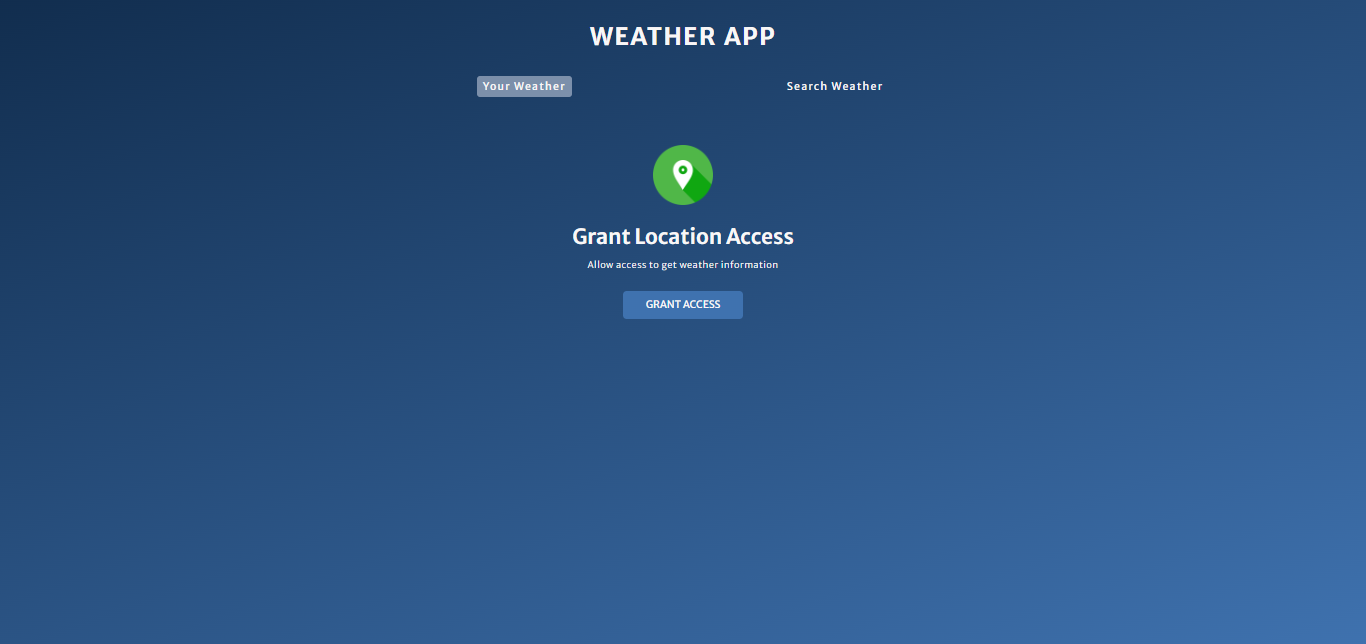 WEATHER APP
Your Weather
Search Weather
Grant Location Access
Allow access to get weather information
GRANT ACCESS